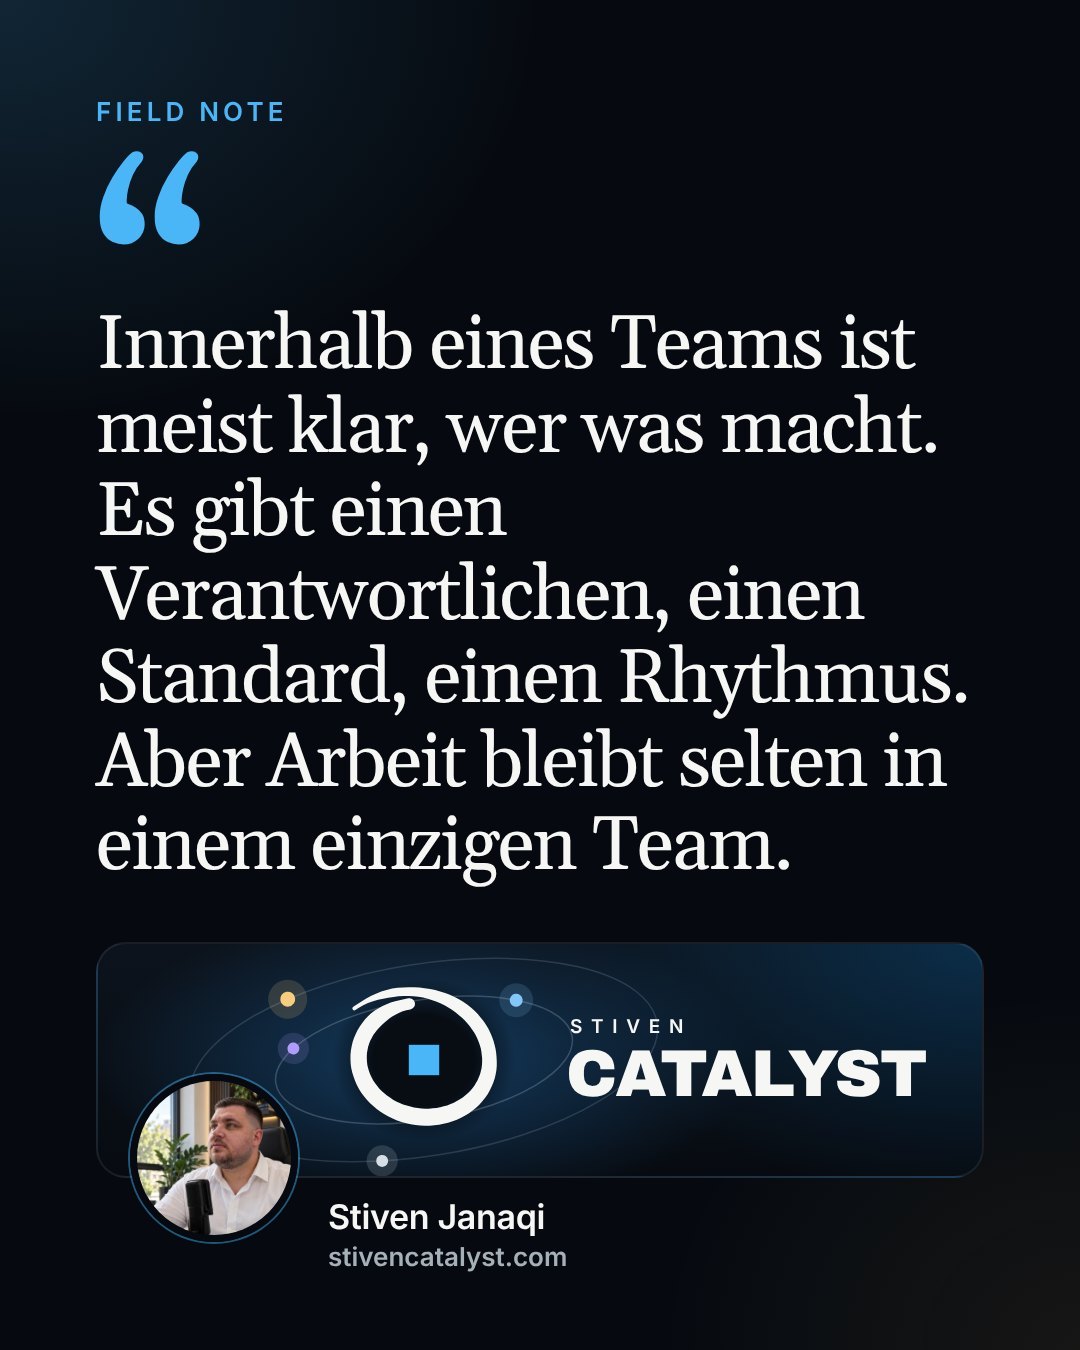 FIELD NOTE
“
Innerhalb eines Teams ist
meist klar, wer was macht.
Es gibt einen
Verantwortlichen, einen
Standard, einen Rhythmus.
Aber Arbeit bleibt selten in
einem einzigen Team.
STIVEN
CATALYST
Stiven Janaqi
stivencatalyst.com